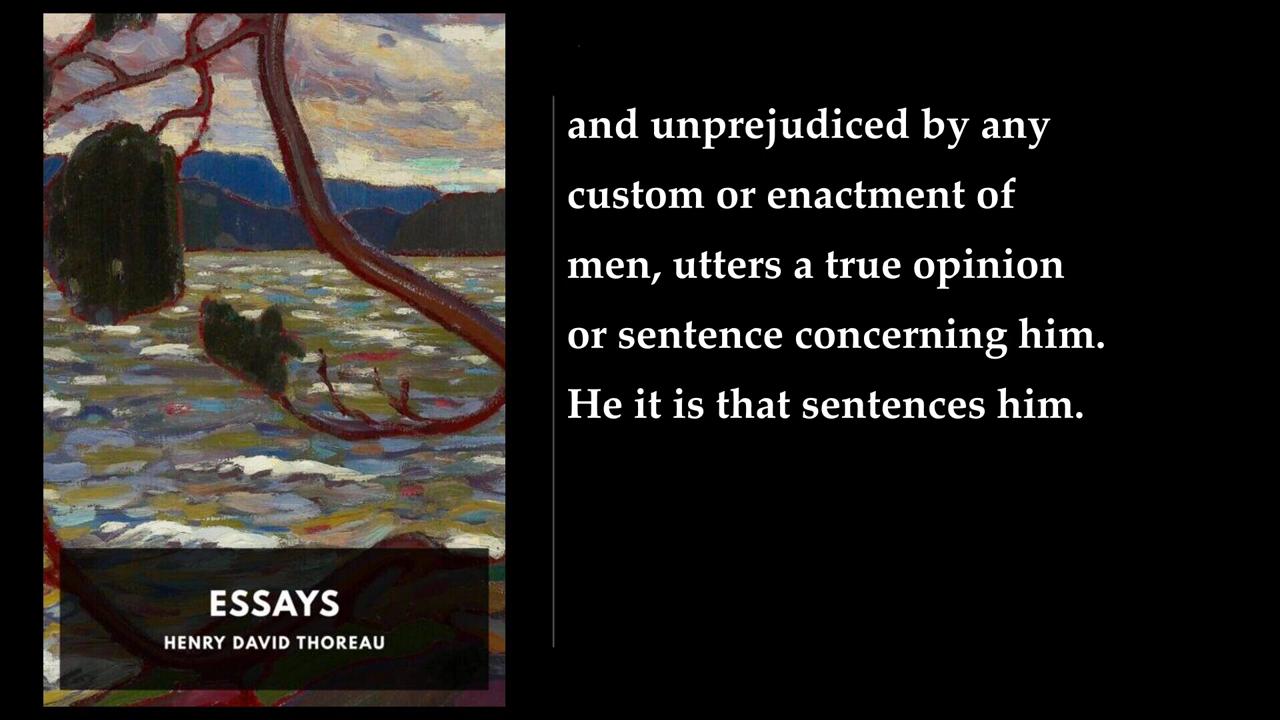 ESSAYS
HENRY DAVID THOREAU
and unprejudiced by any
custom or enactment of
men, utters a true opinion
or sentence concerning him.
He it is that sentences him.